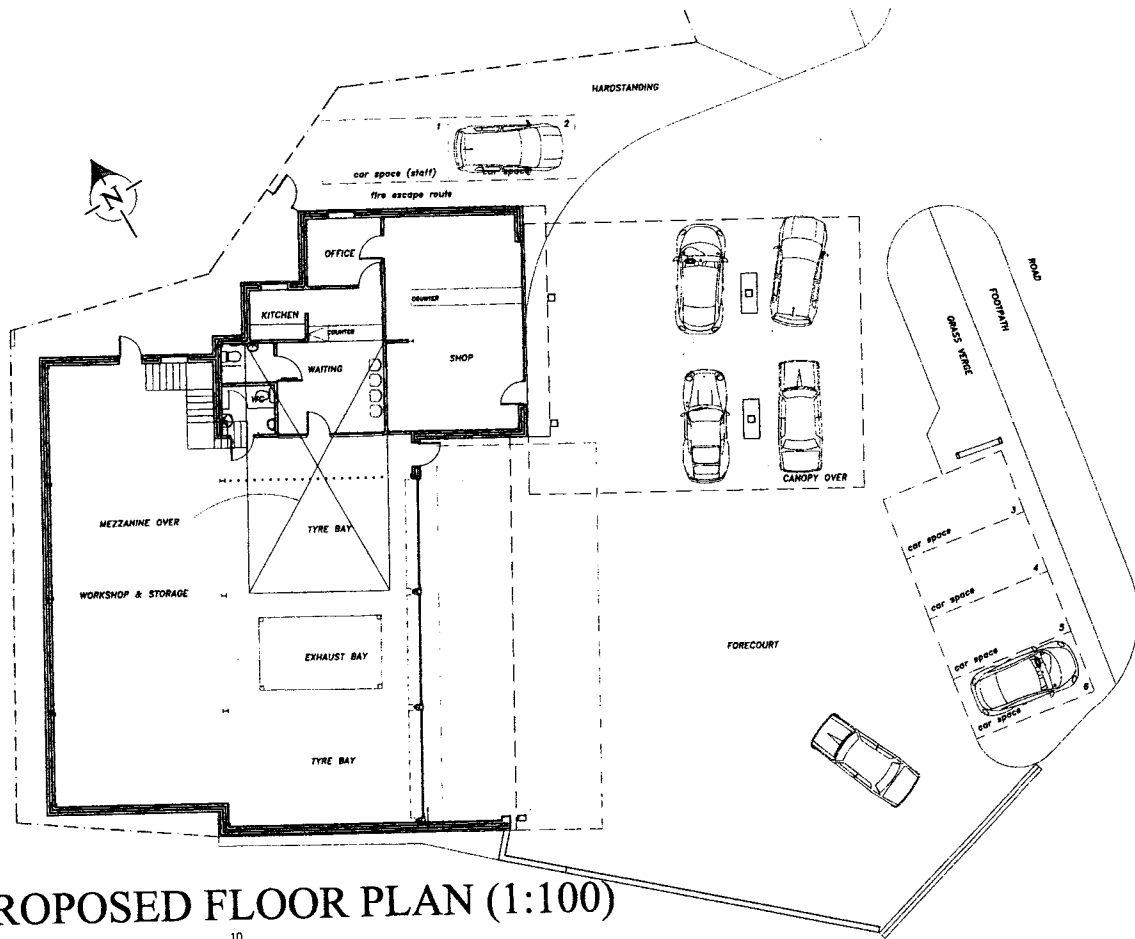 HARDSTANDING
1
2
car space (staff)
car space
fire escape route
N
OFFICE
COUNTER
KITCHEN
COUNTER
WAITING
SHOP
WC
ROAD
FOOTPATH
GRASS VERGE
CANOPY OVER
MEZZANINE OVER
TYRE BAY
WORKSHOP & STORAGE
EXHAUST BAY
TYRE BAY
FORECOURT
3
car space
4
car space
5
car space
6
car space
ROPOSED FLOOR PLAN (1:100)
10